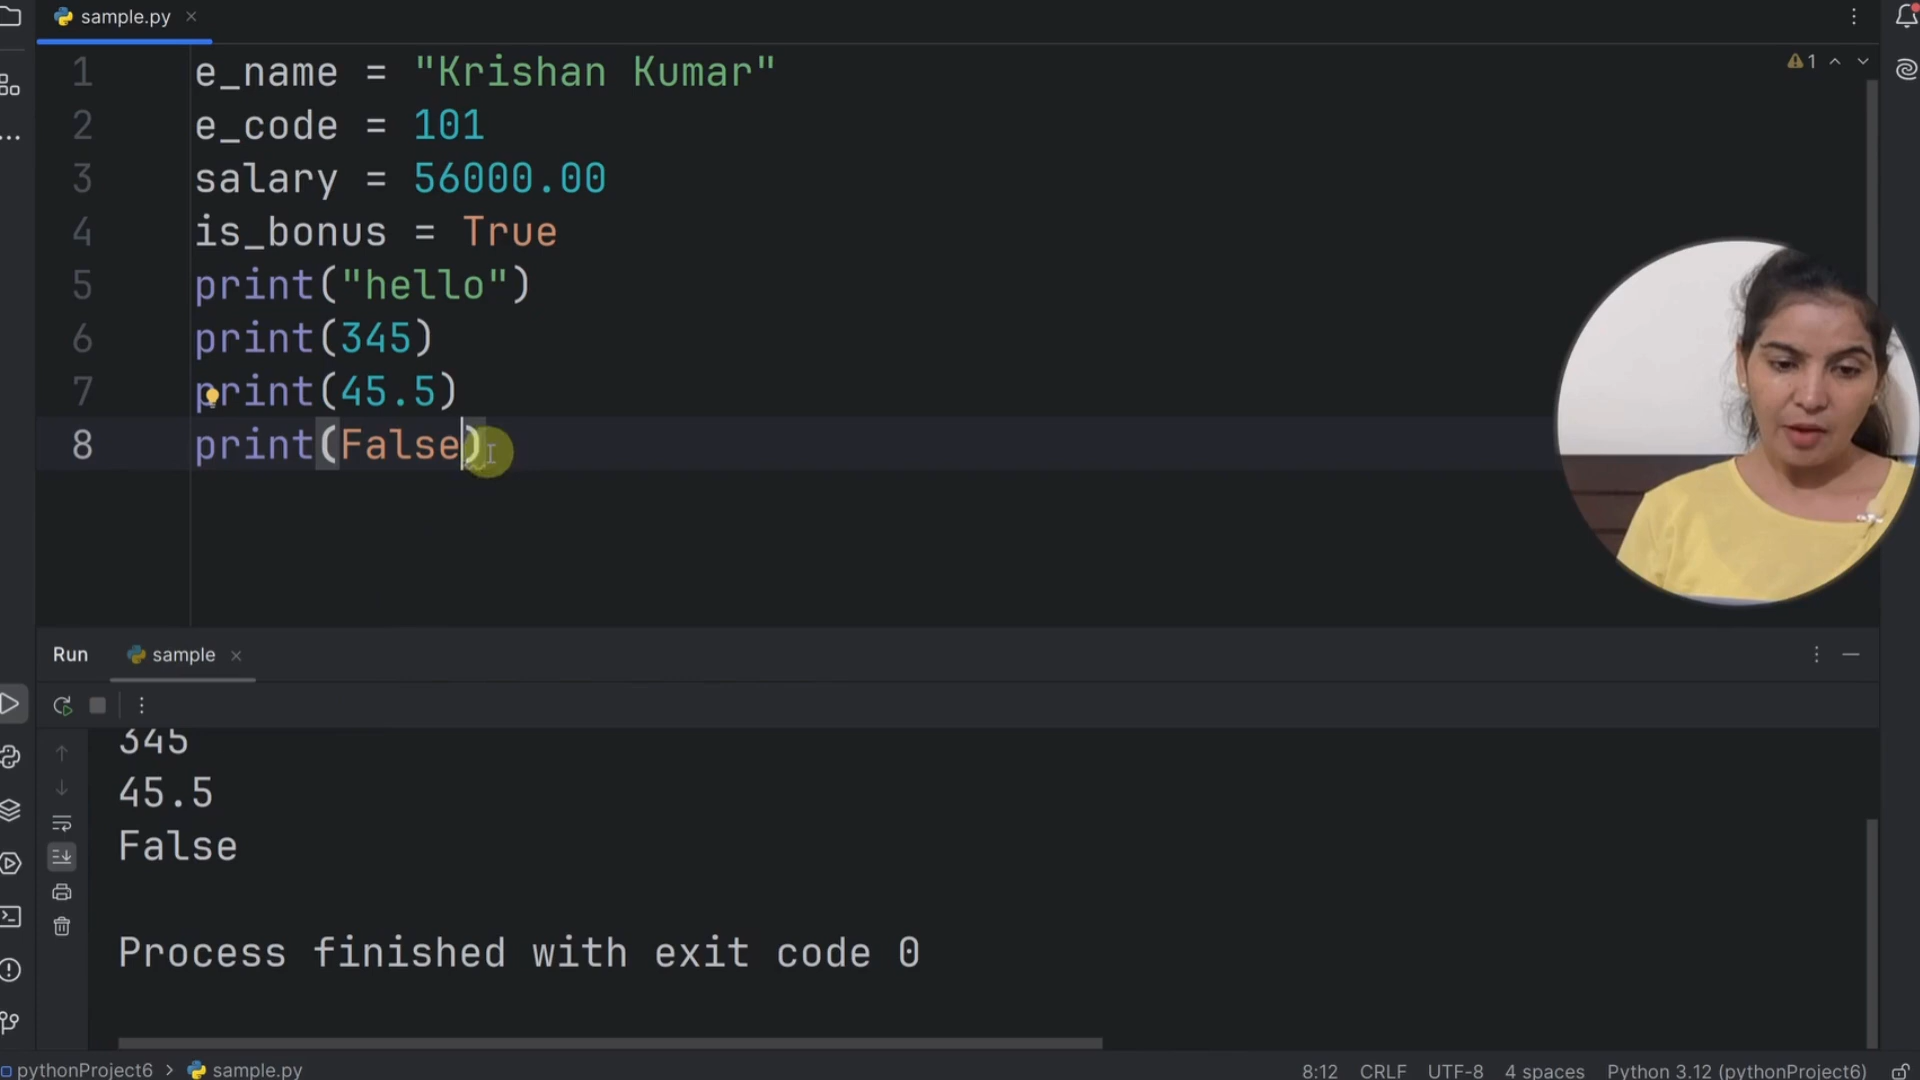 sample.py
1 e_name = "Krishan Kumar"
2 e_code = 101
3 salary = 56000.00
4 is_bonus = True
5 print("hello")
6 print(345)
7 print(45.5)
8 print(False)
1
Run sample
345
45.5
False
Process finished with exit code 0
pythonProject6 > sample.py 8:12 CRLF UTF-8 4 spaces Python 3.12 (pythonProject6)